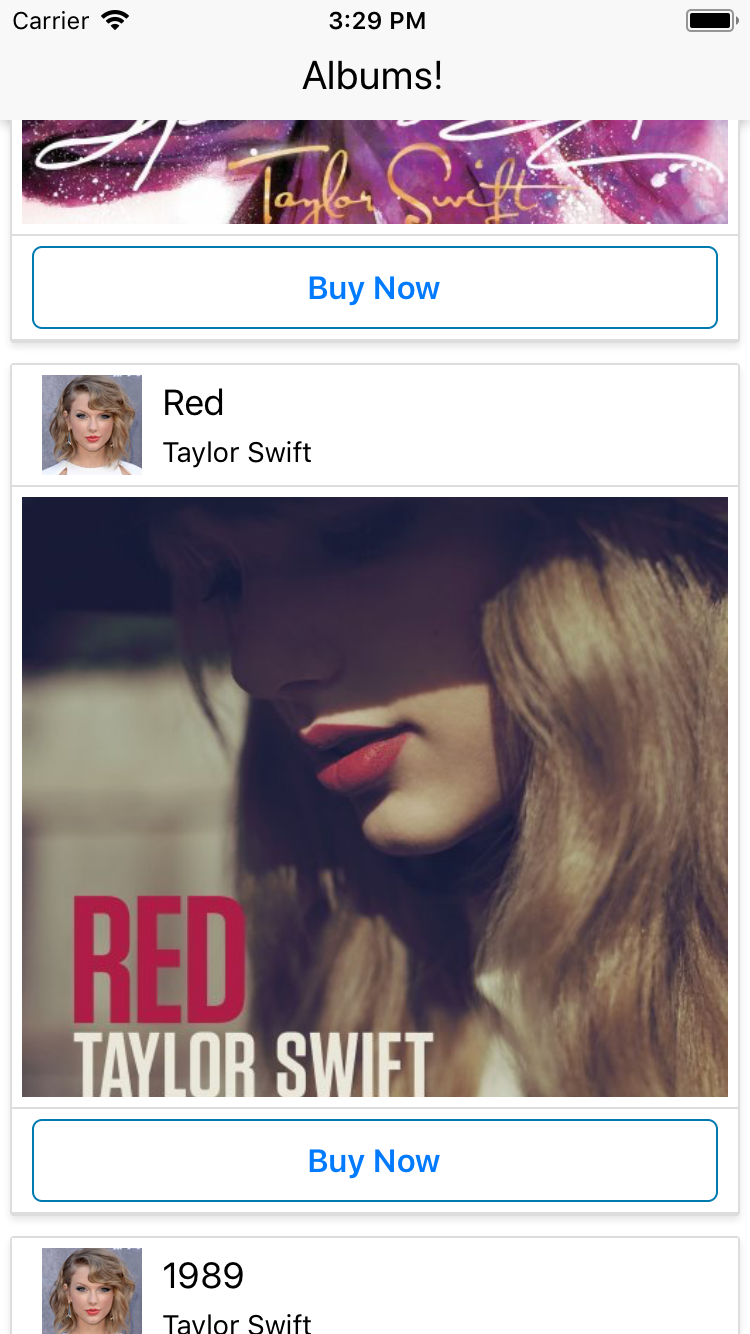 Carrier 3:29 PM
Albums!
Taylor Swift
Buy Now
Red
Taylor Swift
RED
TAYLOR SWIFT
Buy Now
1989
Taylor Swift